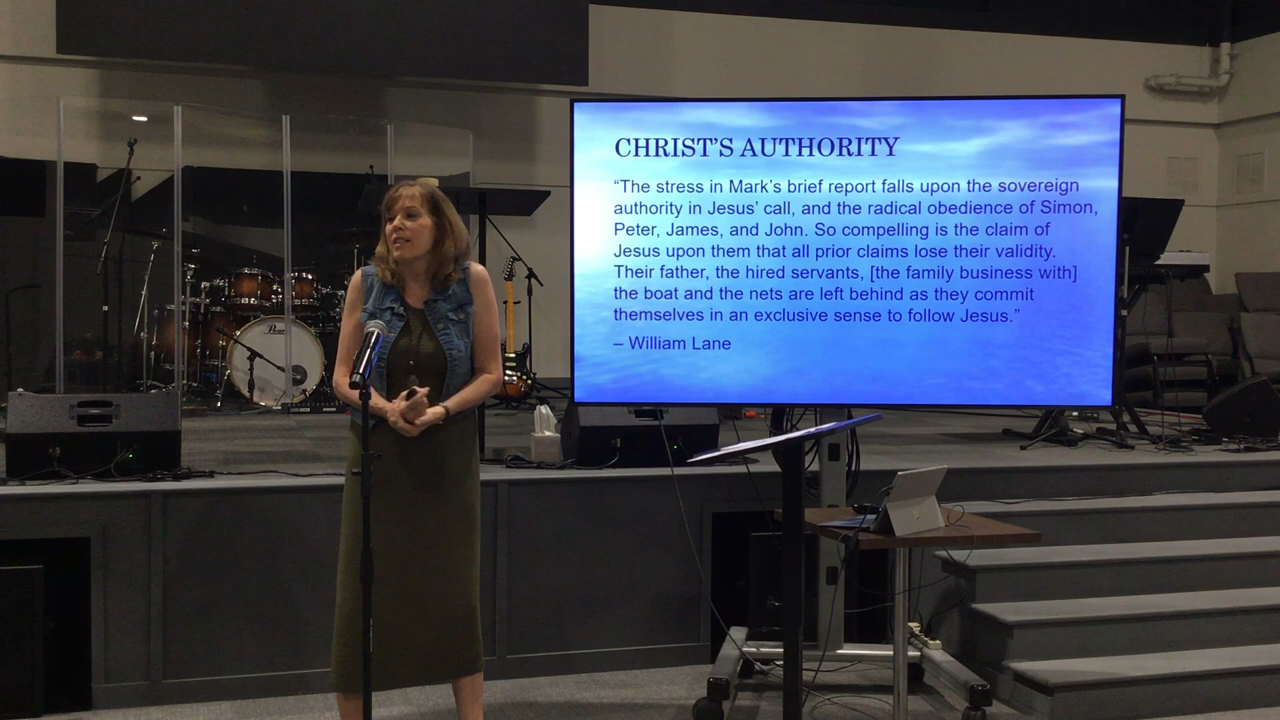 CHRIST'S AUTHORITY
“The stress in Mark's brief report falls upon the sovereign
authority in Jesus' call, and the radical obedience of Simon,
Peter, James, and John. So compelling is the claim of
Jesus upon them that all prior claims lose their validity.
Their father, the hired servants, [the family business with]
the boat and the nets are left behind as they commit
themselves in an exclusive sense to follow Jesus.”
– William Lane
Pearl